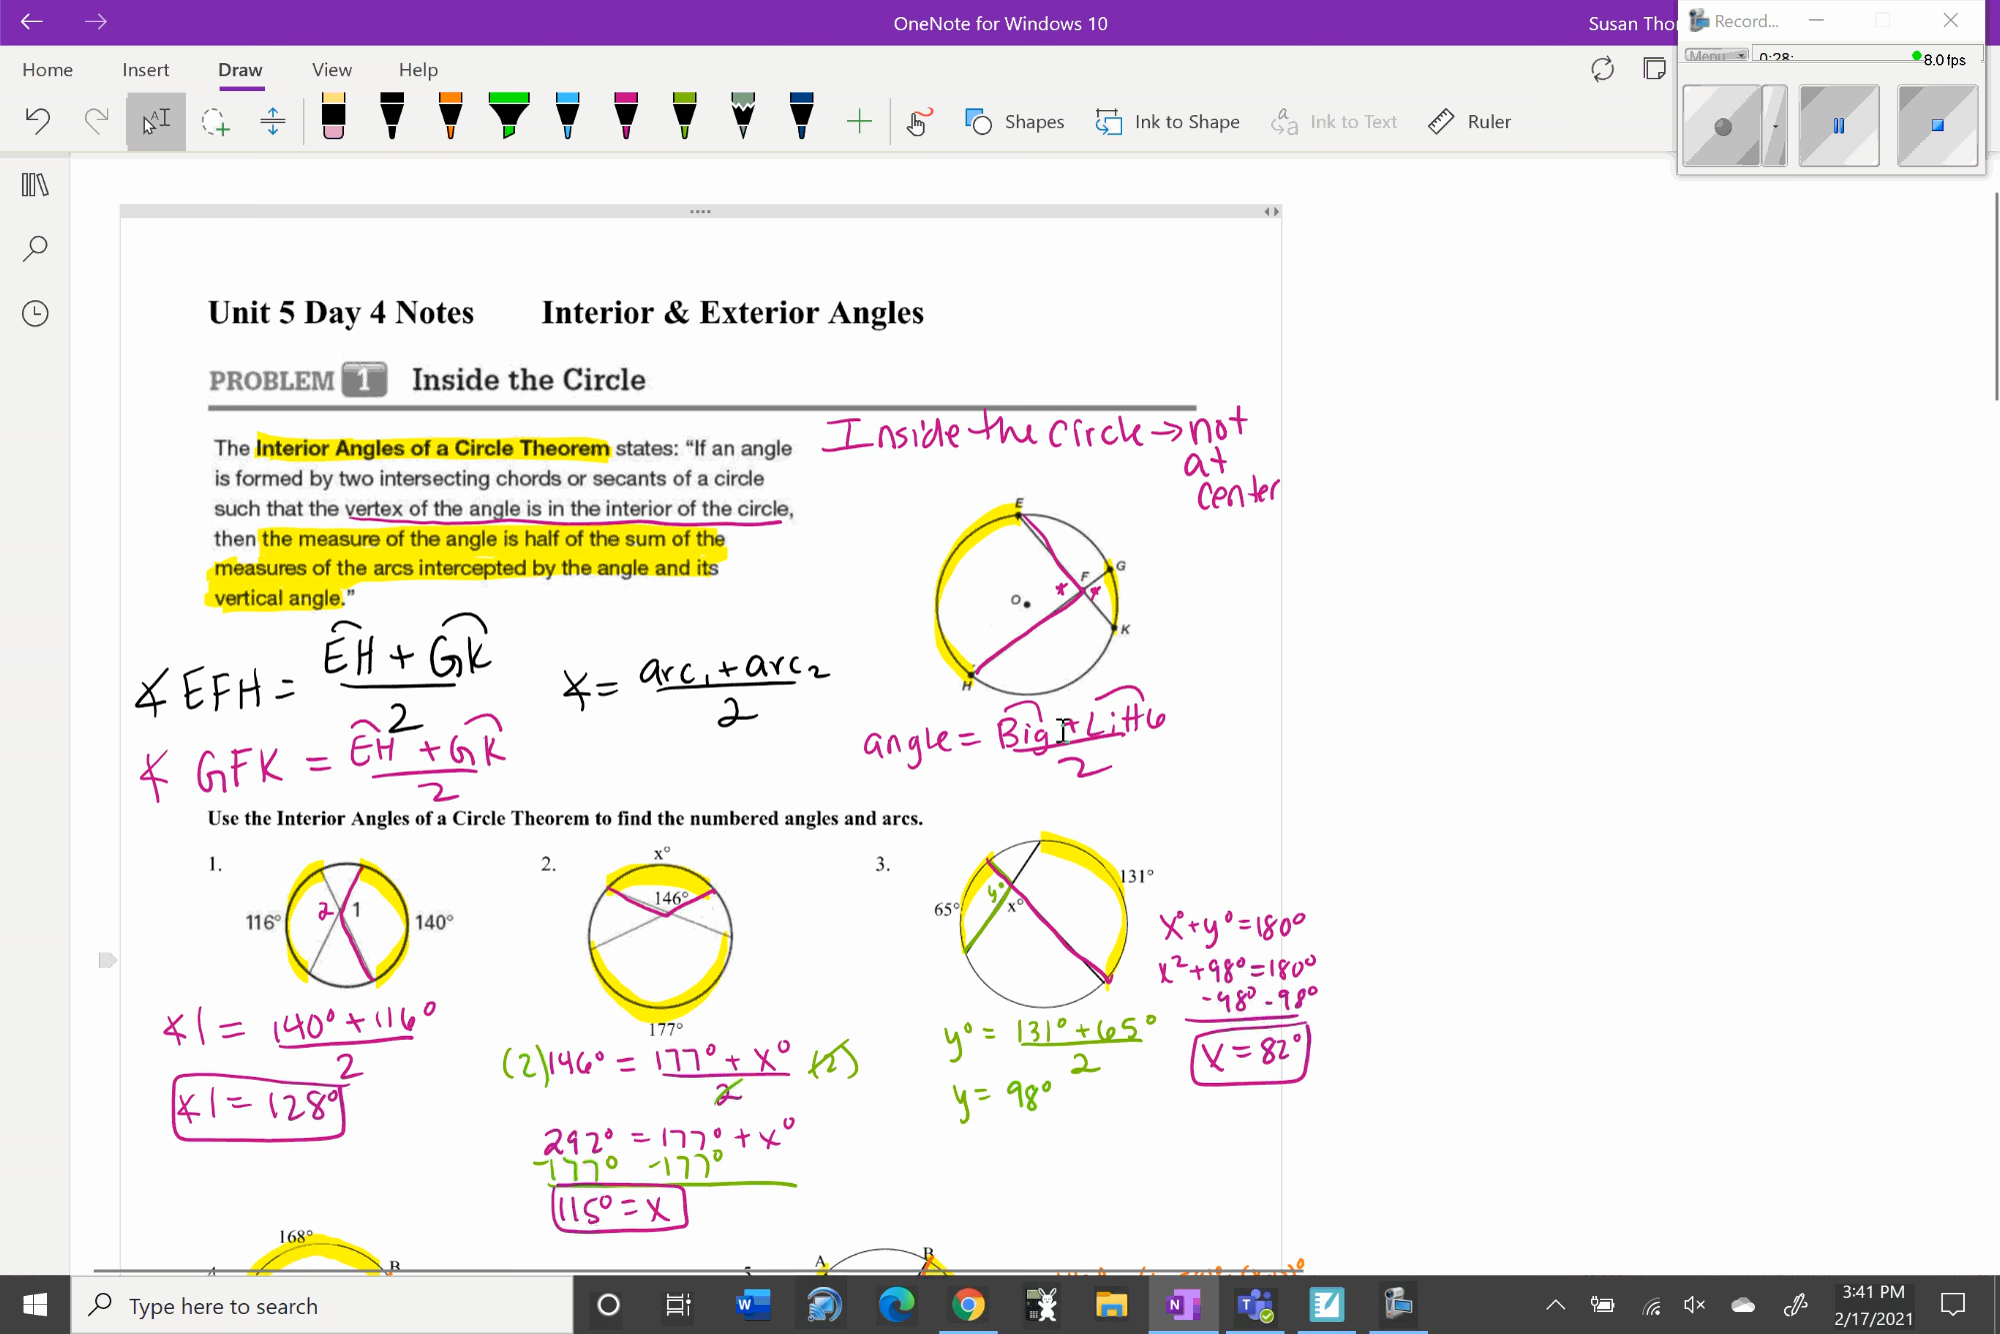 OneNote for Windows 10
Susan Thor
Record...
Menu
0:28:
8.0 fps
Home Insert Draw View Help
Shapes Ink to Shape Ink to Text Ruler
Unit 5 Day 4 Notes Interior & Exterior Angles
PROBLEM 1 Inside the Circle
The Interior Angles of a Circle Theorem states: “If an angle
is formed by two intersecting chords or secants of a circle
such that the vertex of the angle is in the interior of the circle,
then the measure of the angle is half of the sum of the
measures of the arcs intercepted by the angle and its
vertical angle.”
Inside the circle → not
at
center
E
G
F
O
K
H
∡ EFH = (EH + GK)/2
∡ = (arc₁ + arc₂)/2
∡ GFK = (EH + GK)/2
angle = (Big + Little)/2
Use the Interior Angles of a Circle Theorem to find the numbered angles and arcs.
1.
116°
2
1
140°
∡1 = (140° + 116°)/2
∡1 = 128°
2.
x°
146°
177°
(2)146° = (177° + x°)/2 (2)
292° = 177° + x°
-177° -177°
115° = x
3.
131°
65°
y°
x°
y° = (131° + 65°)/2
y = 98°
x° + y° = 180°
x² + 98° = 180°
-98° -98°
x = 82°
168°
B
A
B
Type here to search
3:41 PM
2/17/2021